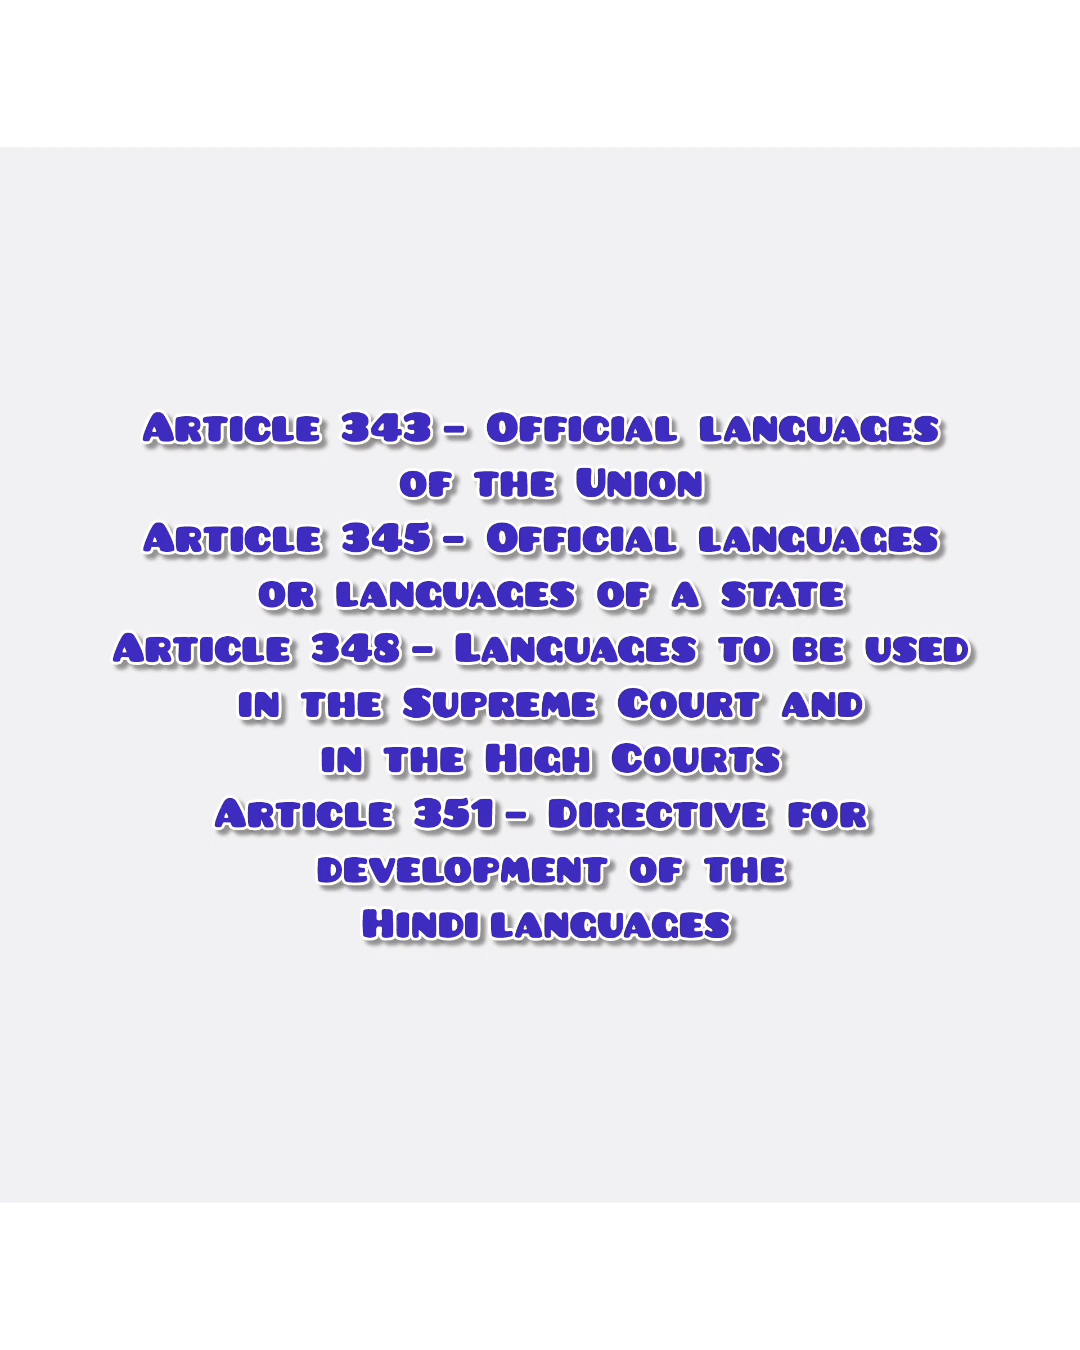 Article 343 – Official languages
of the Union
Article 345 – Official languages
or languages of a state
Article 348 – Languages to be used
in the Supreme Court and
in the High Courts
Article 351 – Directive for
development of the
Hindi languages